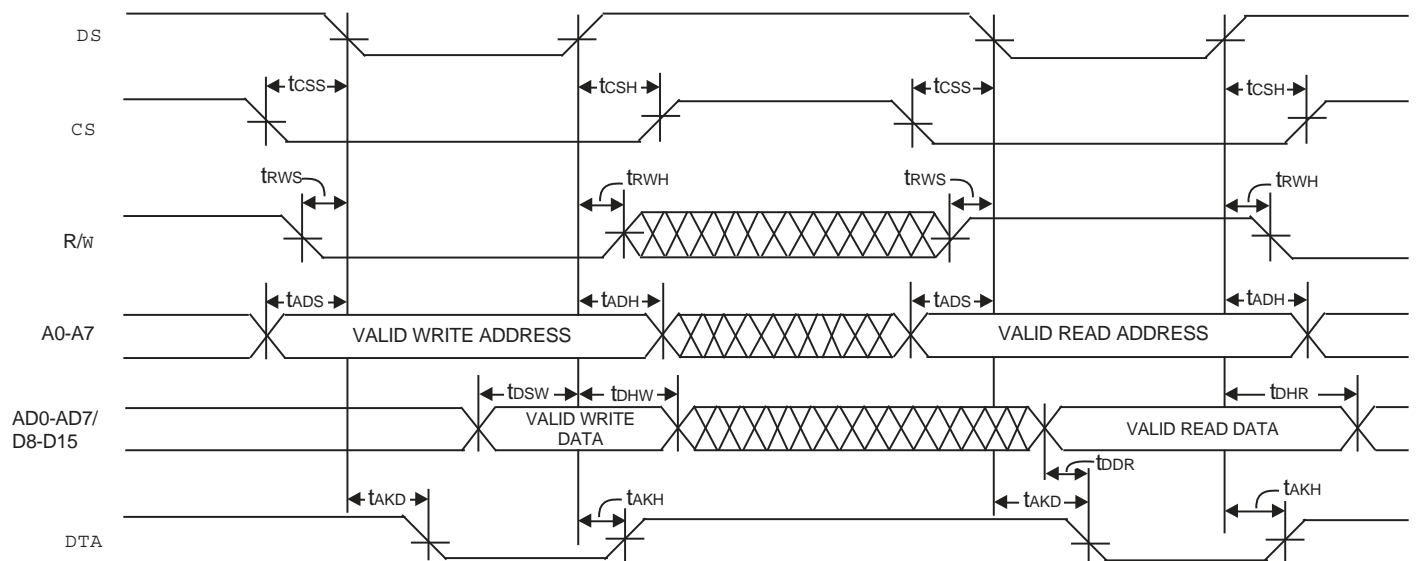 DS
tCSS
tCSH
tCSS
tCSH
CS
tRWS
tRWH
tRWS
tRWH
R/W
tADS
tADH
tADS
tADH
A0-A7
VALID WRITE ADDRESS
VALID READ ADDRESS
tDSW
tDHW
tDHR
AD0-AD7/
D8-D15
VALID WRITE
DATA
VALID READ DATA
tDDR
tAKD
tAKH
tAKD
tAKH
DTA